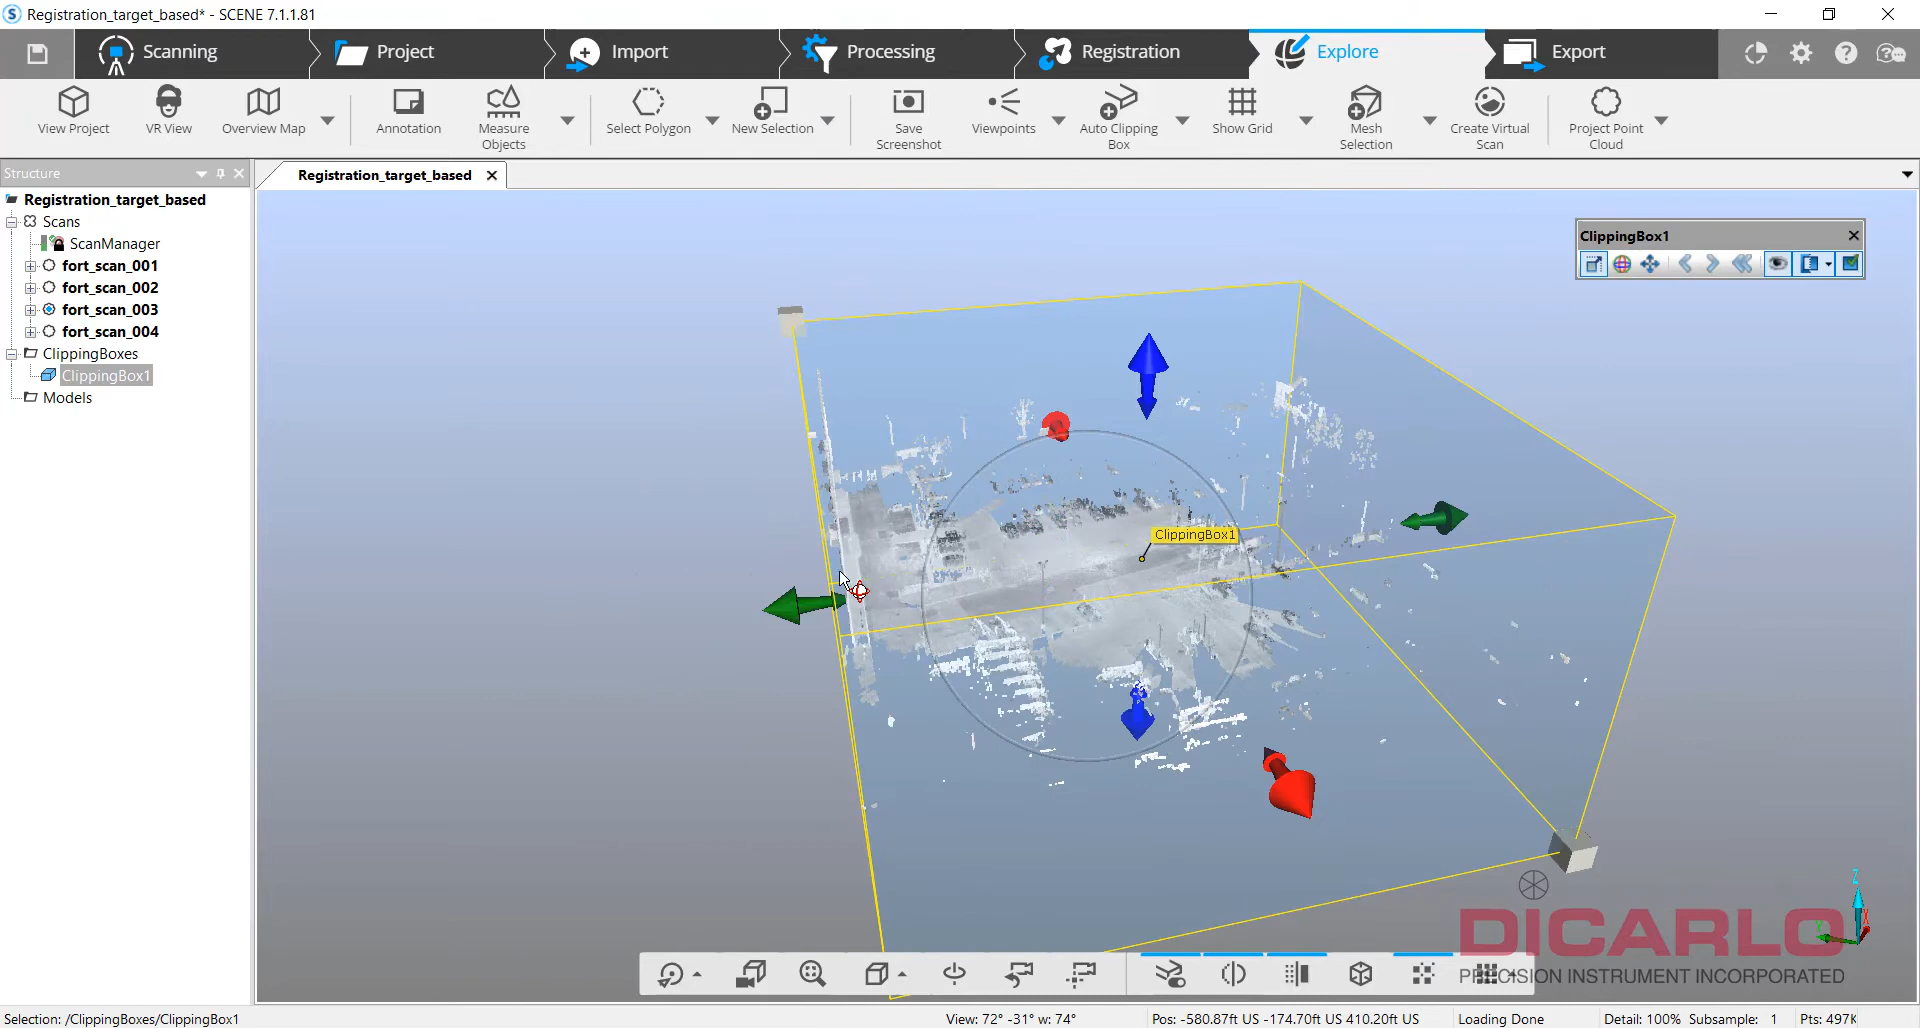 Registration_target_based* - SCENE 7.1.1.81
Scanning
Project
Import
Processing
Registration
Explore
Export
View Project
VR View
Overview Map
Annotation
Measure Objects
Select Polygon
New Selection
Save Screenshot
Viewpoints
Auto Clipping Box
Show Grid
Mesh Selection
Create Virtual Scan
Project Point Cloud
Structure
Registration_target_based
Registration_target_based
Scans
ScanManager
fort_scan_001
fort_scan_002
fort_scan_003
fort_scan_004
ClippingBoxes
ClippingBox1
Models
ClippingBox1
ClippingBox1
Z
DICARLO
PRECISION INSTRUMENT INCORPORATED
Selection: /ClippingBoxes/ClippingBox1
View: 72° -31° w: 74°
Pos: -580.87ft US -174.70ft US 410.20ft US
Loading Done
Detail: 100%
Subsample: 1
Pts: 497K